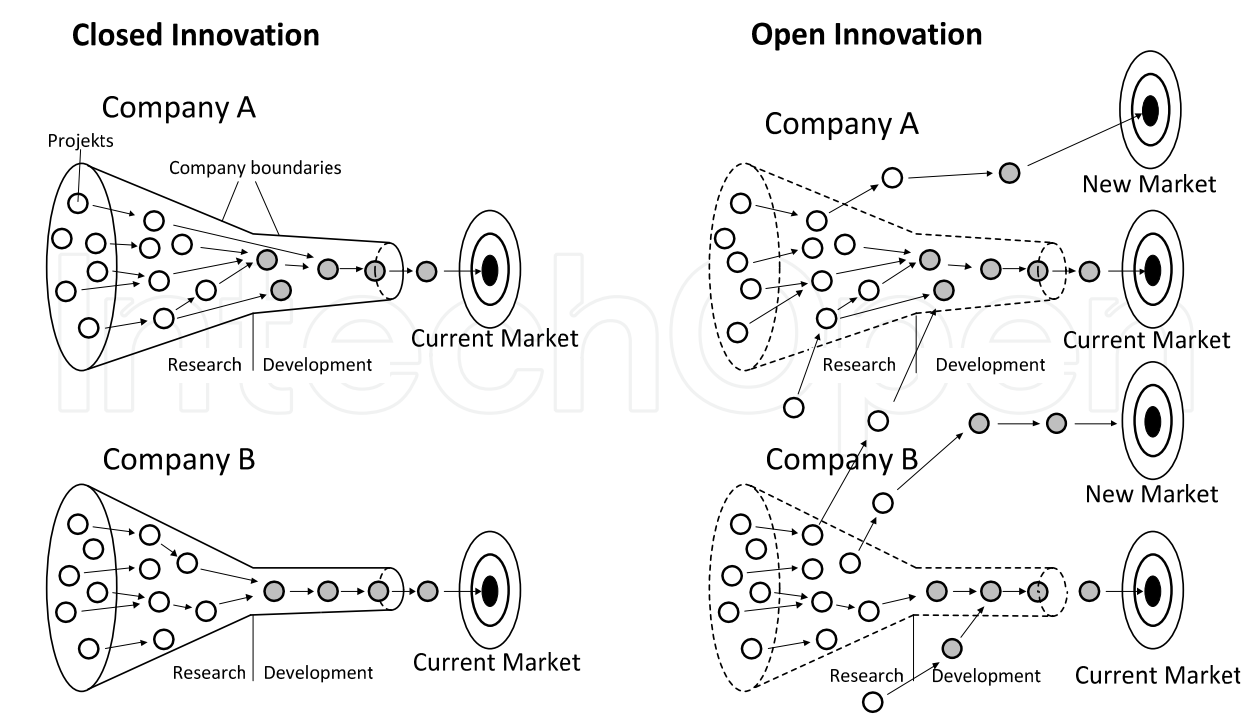 Closed Innovation
Company A
Projekts
Company boundaries
Current Market
Research
Development
Company B
Current Market
Research
Development
Open Innovation
Company A
New Market
Current Market
Research
Development
Company B
New Market
Current Market
Research
Development
IntechOpen